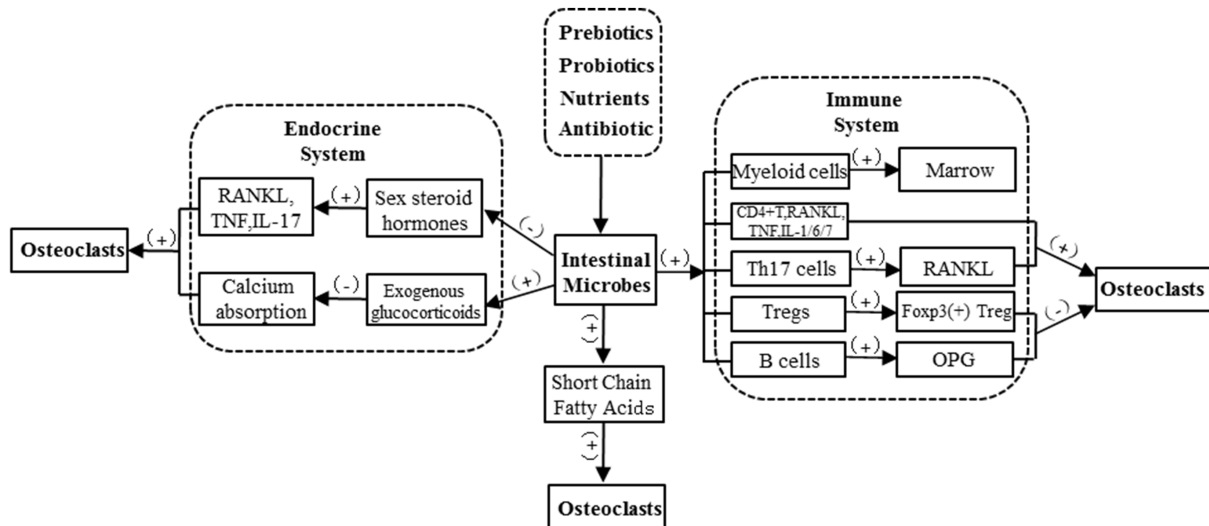 Prebiotics
Probiotics
Nutrients
Antibiotic
Endocrine
System
RANKL,
TNF,IL-17
(+)
Sex steroid
hormones
(-)
Osteoclasts
(+)
Calcium
absorption
(-)
Exogenous
glucocorticoids
(+)
Intestinal
Microbes
(+)
(+)
Short Chain
Fatty Acids
(+)
Osteoclasts
Immune
System
Myeloid cells
(+)
Marrow
CD4+T,RANKL,
TNF,IL-1/6/7
(+)
Th17 cells
(+)
RANKL
Osteoclasts
Tregs
(+)
Foxp3(+) Treg
(-)
B cells
(+)
OPG